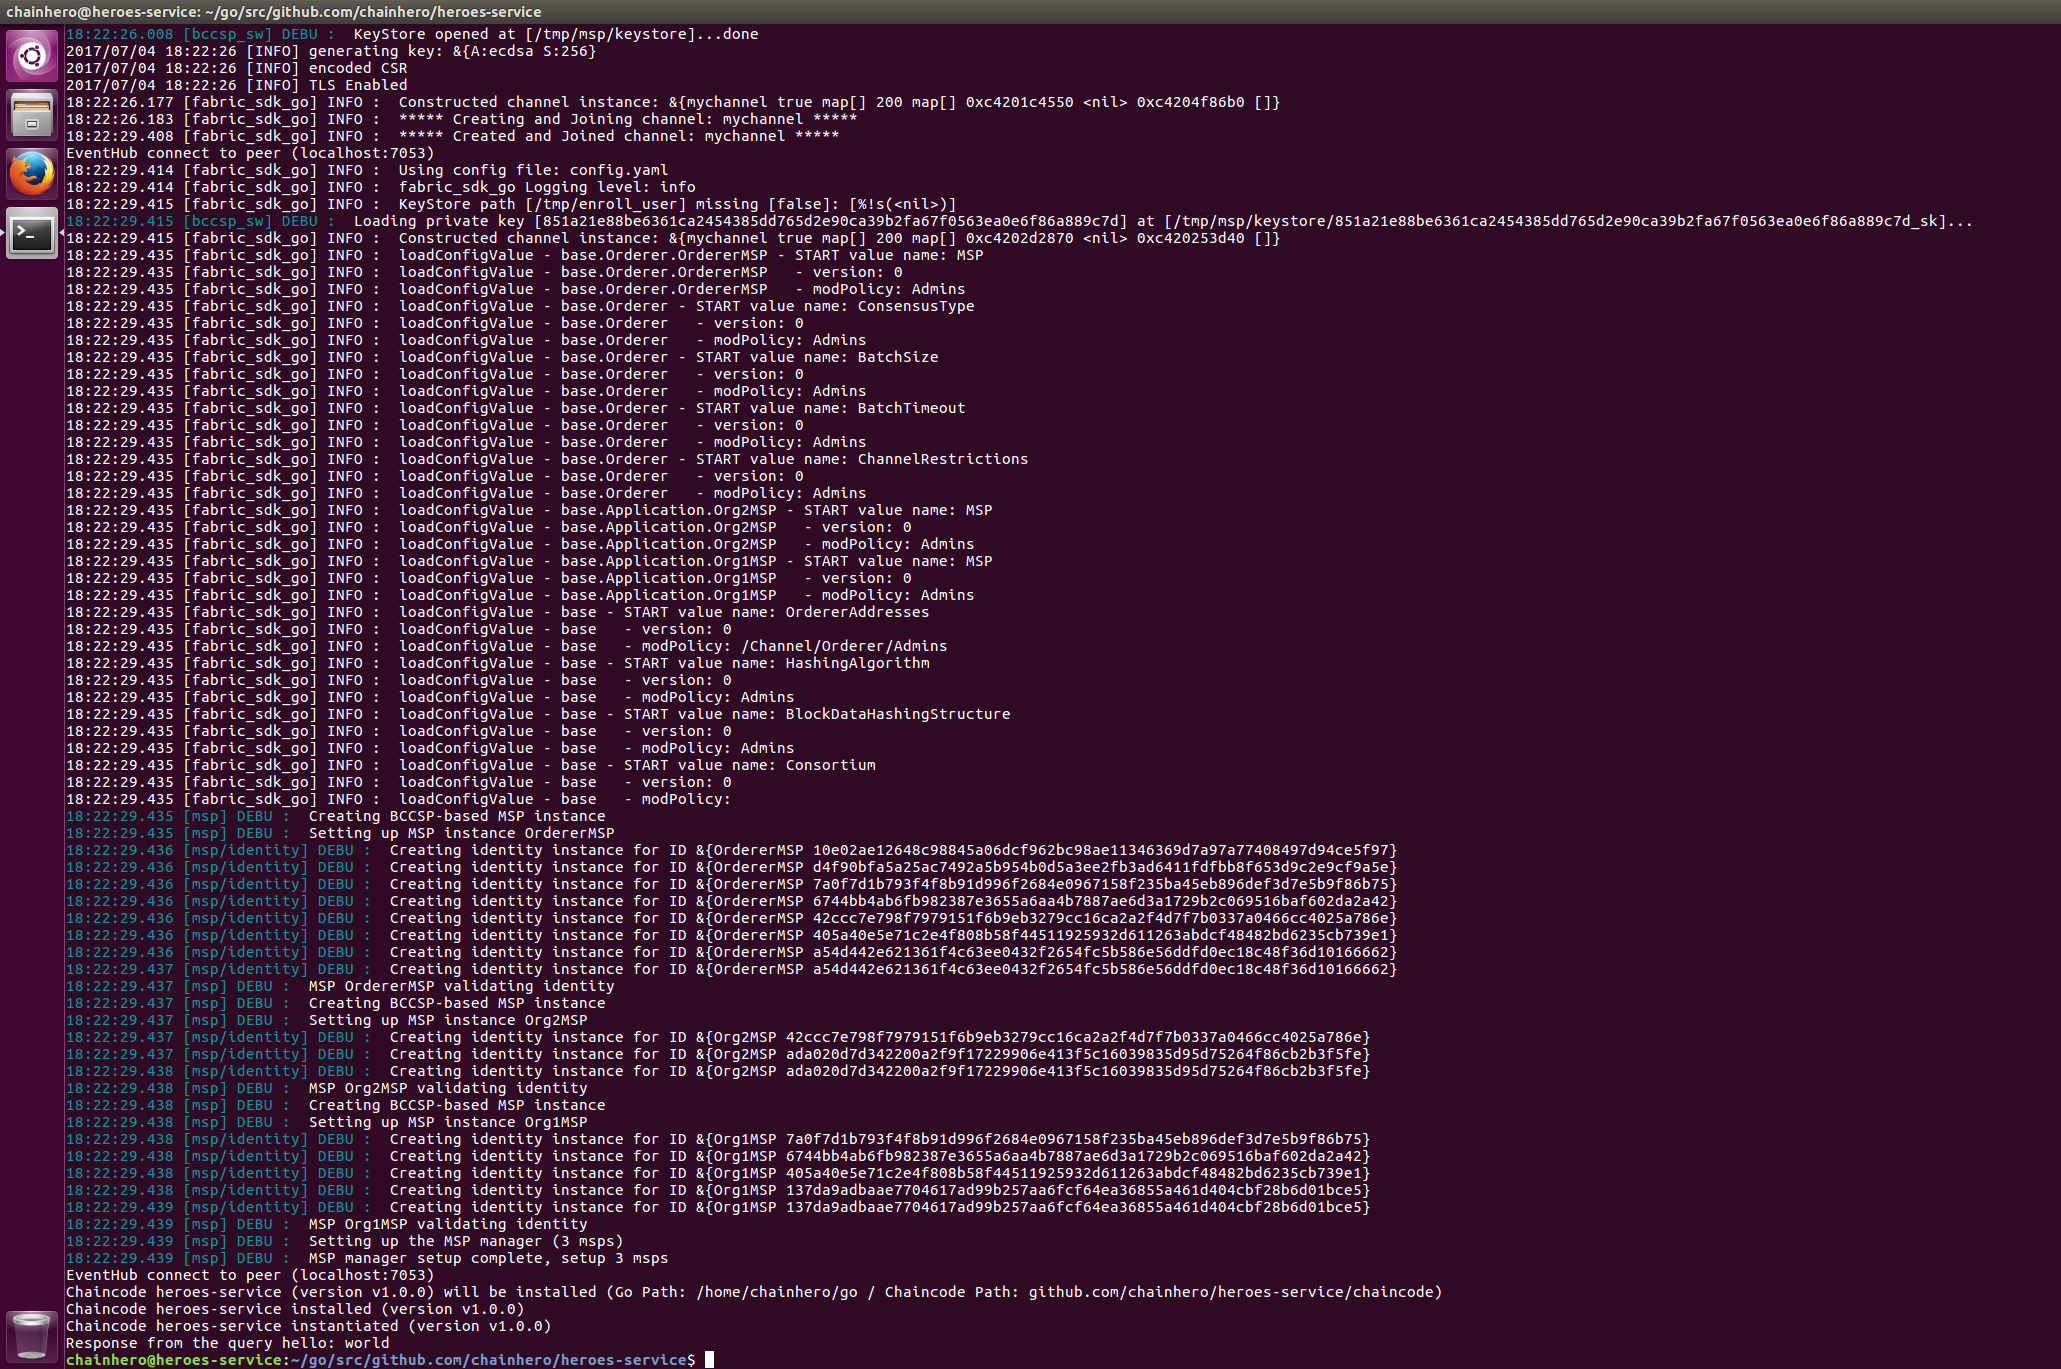 chainhero@heroes-service: ~/go/src/github.com/chainhero/heroes-service
18:22:26.008 [bccsp_sw] DEBU :  KeyStore opened at [/tmp/msp/keystore]...done
2017/07/04 18:22:26 [INFO] generating key: &{A:ecdsa S:256}
2017/07/04 18:22:26 [INFO] encoded CSR
2017/07/04 18:22:26 [INFO] TLS Enabled
18:22:26.177 [fabric_sdk_go] INFO :  Constructed channel instance: &{mychannel true map[] 200 map[] 0xc4201c4550 <nil> 0xc4204f86b0 []}
18:22:26.183 [fabric_sdk_go] INFO :  ***** Creating and Joining channel: mychannel *****
18:22:29.408 [fabric_sdk_go] INFO :  ***** Created and Joined channel: mychannel *****
EventHub connect to peer (localhost:7053)
18:22:29.414 [fabric_sdk_go] INFO :  Using config file: config.yaml
18:22:29.414 [fabric_sdk_go] INFO :  fabric_sdk_go Logging level: info
18:22:29.415 [fabric_sdk_go] INFO :  KeyStore path [/tmp/enroll_user] missing [false]: [%!s(<nil>)]
18:22:29.415 [bccsp_sw] DEBU :  Loading private key [851a21e88be6361ca2454385dd765d2e90ca39b2fa67f0563ea0e6f86a889c7d] at [/tmp/msp/keystore/851a21e88be6361ca2454385dd765d2e90ca39b2fa67f0563ea0e6f86a889c7d_sk]...
18:22:29.415 [fabric_sdk_go] INFO :  Constructed channel instance: &{mychannel true map[] 200 map[] 0xc4202d2870 <nil> 0xc420253d40 []}
18:22:29.435 [fabric_sdk_go] INFO :  loadConfigValue - base.Orderer.OrdererMSP - START value name: MSP
18:22:29.435 [fabric_sdk_go] INFO :  loadConfigValue - base.Orderer.OrdererMSP   - version: 0
18:22:29.435 [fabric_sdk_go] INFO :  loadConfigValue - base.Orderer.OrdererMSP   - modPolicy: Admins
18:22:29.435 [fabric_sdk_go] INFO :  loadConfigValue - base.Orderer - START value name: ConsensusType
18:22:29.435 [fabric_sdk_go] INFO :  loadConfigValue - base.Orderer   - version: 0
18:22:29.435 [fabric_sdk_go] INFO :  loadConfigValue - base.Orderer   - modPolicy: Admins
18:22:29.435 [fabric_sdk_go] INFO :  loadConfigValue - base.Orderer - START value name: BatchSize
18:22:29.435 [fabric_sdk_go] INFO :  loadConfigValue - base.Orderer   - version: 0
18:22:29.435 [fabric_sdk_go] INFO :  loadConfigValue - base.Orderer   - modPolicy: Admins
18:22:29.435 [fabric_sdk_go] INFO :  loadConfigValue - base.Orderer - START value name: BatchTimeout
18:22:29.435 [fabric_sdk_go] INFO :  loadConfigValue - base.Orderer   - version: 0
18:22:29.435 [fabric_sdk_go] INFO :  loadConfigValue - base.Orderer   - modPolicy: Admins
18:22:29.435 [fabric_sdk_go] INFO :  loadConfigValue - base.Orderer - START value name: ChannelRestrictions
18:22:29.435 [fabric_sdk_go] INFO :  loadConfigValue - base.Orderer   - version: 0
18:22:29.435 [fabric_sdk_go] INFO :  loadConfigValue - base.Orderer   - modPolicy: Admins
18:22:29.435 [fabric_sdk_go] INFO :  loadConfigValue - base.Application.Org2MSP - START value name: MSP
18:22:29.435 [fabric_sdk_go] INFO :  loadConfigValue - base.Application.Org2MSP   - version: 0
18:22:29.435 [fabric_sdk_go] INFO :  loadConfigValue - base.Application.Org2MSP   - modPolicy: Admins
18:22:29.435 [fabric_sdk_go] INFO :  loadConfigValue - base.Application.Org1MSP - START value name: MSP
18:22:29.435 [fabric_sdk_go] INFO :  loadConfigValue - base.Application.Org1MSP   - version: 0
18:22:29.435 [fabric_sdk_go] INFO :  loadConfigValue - base.Application.Org1MSP   - modPolicy: Admins
18:22:29.435 [fabric_sdk_go] INFO :  loadConfigValue - base - START value name: OrdererAddresses
18:22:29.435 [fabric_sdk_go] INFO :  loadConfigValue - base   - version: 0
18:22:29.435 [fabric_sdk_go] INFO :  loadConfigValue - base   - modPolicy: /Channel/Orderer/Admins
18:22:29.435 [fabric_sdk_go] INFO :  loadConfigValue - base - START value name: HashingAlgorithm
18:22:29.435 [fabric_sdk_go] INFO :  loadConfigValue - base   - version: 0
18:22:29.435 [fabric_sdk_go] INFO :  loadConfigValue - base   - modPolicy: Admins
18:22:29.435 [fabric_sdk_go] INFO :  loadConfigValue - base - START value name: BlockDataHashingStructure
18:22:29.435 [fabric_sdk_go] INFO :  loadConfigValue - base   - version: 0
18:22:29.435 [fabric_sdk_go] INFO :  loadConfigValue - base   - modPolicy: Admins
18:22:29.435 [fabric_sdk_go] INFO :  loadConfigValue - base - START value name: Consortium
18:22:29.435 [fabric_sdk_go] INFO :  loadConfigValue - base   - version: 0
18:22:29.435 [fabric_sdk_go] INFO :  loadConfigValue - base   - modPolicy:
18:22:29.435 [msp] DEBU :  Creating BCCSP-based MSP instance
18:22:29.435 [msp] DEBU :  Setting up MSP instance OrdererMSP
18:22:29.436 [msp/identity] DEBU :  Creating identity instance for ID &{OrdererMSP 10e02ae12648c98845a06dcf962bc98ae11346369d7a97a77408497d94ce5f97}
18:22:29.436 [msp/identity] DEBU :  Creating identity instance for ID &{OrdererMSP d4f90bfa5a25ac7492a5b954b0d5a3ee2fb3ad6411fdfbb8f653d9c2e9cf9a5e}
18:22:29.436 [msp/identity] DEBU :  Creating identity instance for ID &{OrdererMSP 7a0f7d1b793f4f8b91d996f2684e0967158f235ba45eb896def3d7e5b9f86b75}
18:22:29.436 [msp/identity] DEBU :  Creating identity instance for ID &{OrdererMSP 6744bb4ab6fb982387e3655a6aa4b7887ae6d3a1729b2c069516baf602da2a42}
18:22:29.436 [msp/identity] DEBU :  Creating identity instance for ID &{OrdererMSP 42ccc7e798f7979151f6b9eb3279cc16ca2a2f4d7f7b0337a0466cc4025a786e}
18:22:29.436 [msp/identity] DEBU :  Creating identity instance for ID &{OrdererMSP 405a40e5e71c2e4f808b58f44511925932d611263abdcf48482bd6235cb739e1}
18:22:29.436 [msp/identity] DEBU :  Creating identity instance for ID &{OrdererMSP a54d442e621361f4c63ee0432f2654fc5b586e56ddfd0ec18c48f36d10166662}
18:22:29.437 [msp/identity] DEBU :  Creating identity instance for ID &{OrdererMSP a54d442e621361f4c63ee0432f2654fc5b586e56ddfd0ec18c48f36d10166662}
18:22:29.437 [msp] DEBU :  MSP OrdererMSP validating identity
18:22:29.437 [msp] DEBU :  Creating BCCSP-based MSP instance
18:22:29.437 [msp] DEBU :  Setting up MSP instance Org2MSP
18:22:29.437 [msp/identity] DEBU :  Creating identity instance for ID &{Org2MSP 42ccc7e798f7979151f6b9eb3279cc16ca2a2f4d7f7b0337a0466cc4025a786e}
18:22:29.437 [msp/identity] DEBU :  Creating identity instance for ID &{Org2MSP ada020d7d342200a2f9f17229906e413f5c16039835d95d75264f86cb2b3f5fe}
18:22:29.438 [msp/identity] DEBU :  Creating identity instance for ID &{Org2MSP ada020d7d342200a2f9f17229906e413f5c16039835d95d75264f86cb2b3f5fe}
18:22:29.438 [msp] DEBU :  MSP Org2MSP validating identity
18:22:29.438 [msp] DEBU :  Creating BCCSP-based MSP instance
18:22:29.438 [msp] DEBU :  Setting up MSP instance Org1MSP
18:22:29.438 [msp/identity] DEBU :  Creating identity instance for ID &{Org1MSP 7a0f7d1b793f4f8b91d996f2684e0967158f235ba45eb896def3d7e5b9f86b75}
18:22:29.438 [msp/identity] DEBU :  Creating identity instance for ID &{Org1MSP 6744bb4ab6fb982387e3655a6aa4b7887ae6d3a1729b2c069516baf602da2a42}
18:22:29.438 [msp/identity] DEBU :  Creating identity instance for ID &{Org1MSP 405a40e5e71c2e4f808b58f44511925932d611263abdcf48482bd6235cb739e1}
18:22:29.438 [msp/identity] DEBU :  Creating identity instance for ID &{Org1MSP 137da9adbaae7704617ad99b257aa6fcf64ea36855a461d404cbf28b6d01bce5}
18:22:29.439 [msp/identity] DEBU :  Creating identity instance for ID &{Org1MSP 137da9adbaae7704617ad99b257aa6fcf64ea36855a461d404cbf28b6d01bce5}
18:22:29.439 [msp] DEBU :  MSP Org1MSP validating identity
18:22:29.439 [msp] DEBU :  Setting up the MSP manager (3 msps)
18:22:29.439 [msp] DEBU :  MSP manager setup complete, setup 3 msps
EventHub connect to peer (localhost:7053)
Chaincode heroes-service (version v1.0.0) will be installed (Go Path: /home/chainhero/go / Chaincode Path: github.com/chainhero/heroes-service/chaincode)
Chaincode heroes-service installed (version v1.0.0)
Chaincode heroes-service instantiated (version v1.0.0)
Response from the query hello: world
chainhero@heroes-service:~/go/src/github.com/chainhero/heroes-service$